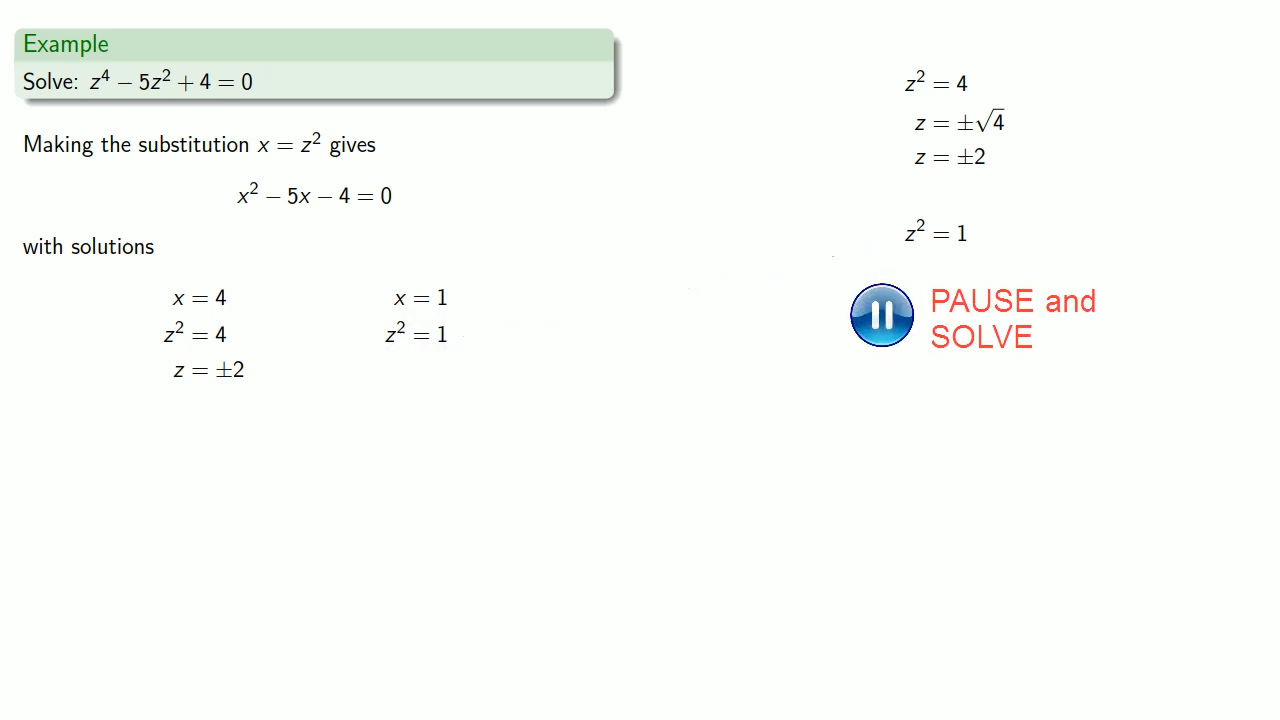 Example
Solve: z⁴ − 5z² + 4 = 0
Making the substitution x = z² gives
x² − 5x − 4 = 0
with solutions
x = 4
z² = 4
z = ±2
x = 1
z² = 1
z² = 4
z = ±√4
z = ±2
z² = 1
PAUSE and
SOLVE